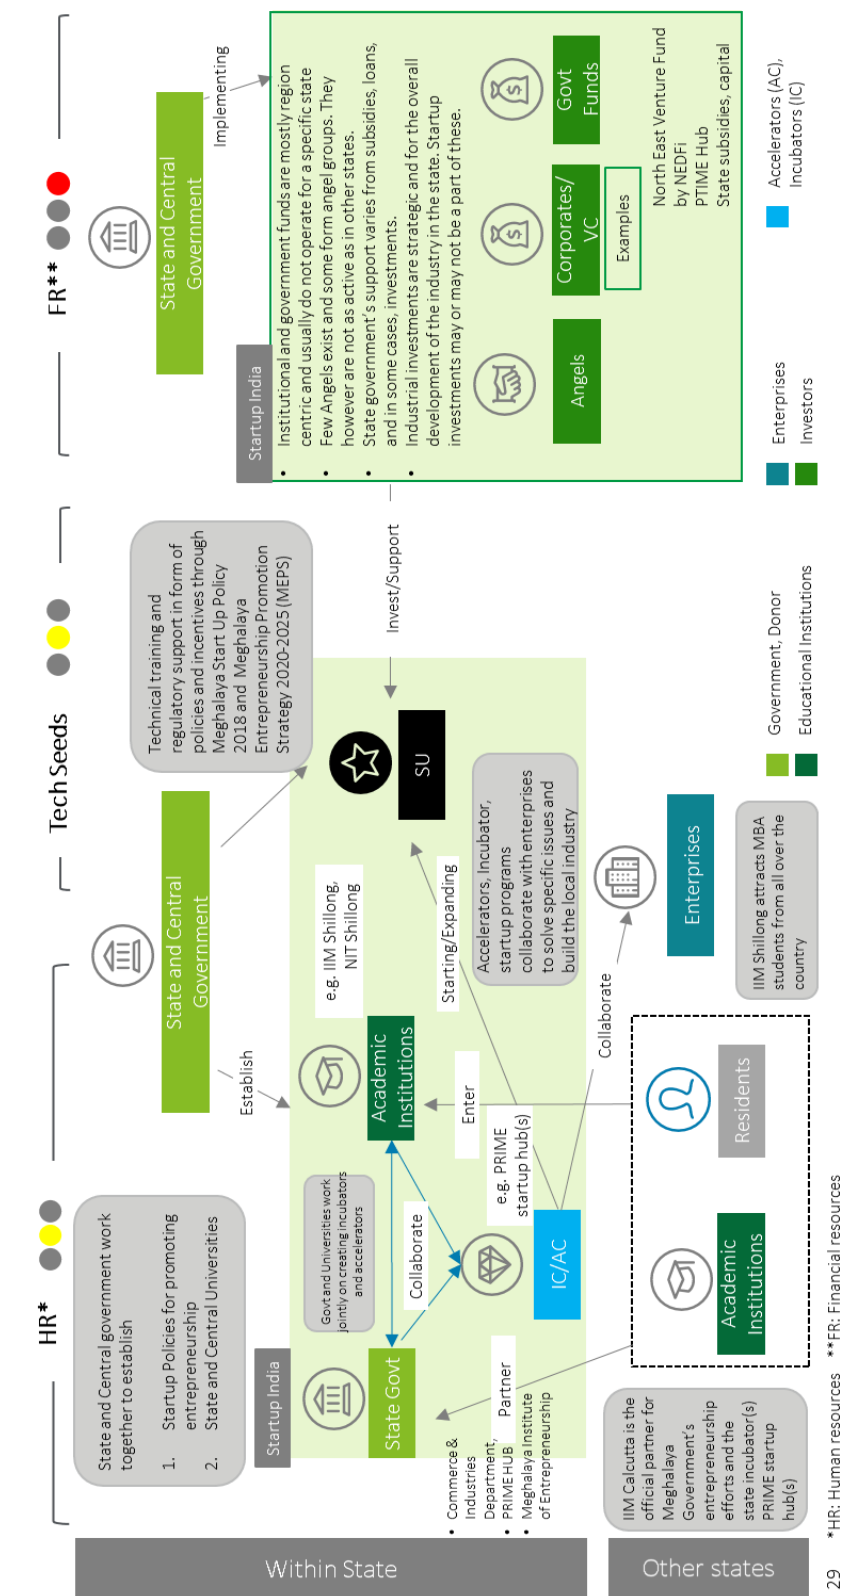 HR*
Tech Seeds
FR**
State and Central government work
together to establish
1. Startup Policies for promoting
entrepreneurship
2. State and Central Universities
State and Central
Government
Technical training and
regulatory support in form of
policies and incentives through
Meghalaya Start Up Policy
2018 and Meghalaya
Entrepreneurship Promotion
Strategy 2020-2025 (MEPS)
State and Central
Government
Establish
Implementing
Within State
Startup India
State Govt
Govt and Universities work
jointly on creating incubators
and accelerators
Collaborate
Academic
Institutions
e.g. IIM Shillong,
NIT Shillong
SU
Invest/Support
Startup India
• Institutional and government funds are mostly region
centric and usually do not operate for a specific state
• Few Angels exist and some form angel groups. They
however are not as active as in other states.
• State government's support varies from subsidies, loans,
and in some cases, investments.
• Industrial investments are strategic and for the overall
development of the industry in the state. Startup
investments may or may not be a part of these.
Angels
Corporates/
VC
Govt
Funds
Examples
North East Venture Fund
by NEDFi
PTIME Hub
State subsidies, capital
• Commerce &
Industries
Department,
• PRIME HUB
• Meghalaya Institute
of Entrepreneurship
Partner
IC/AC
e.g. PRIME
startup hub(s)
Enter
Starting/Expanding
Accelerators, Incubator,
startup programs
collaborate with enterprises
to solve specific issues and
build the local industry
Collaborate
Enterprises
Other states
IIM Calcutta is the
official partner for
Meghalaya
Government's
entrepreneurship
efforts and the
state incubator(s)
PRIME startup
hub(s)
Academic
Institutions
Residents
IIM Shillong attracts MBA
students from all over the
country
Government, Donor
Educational Institutions
Enterprises
Investors
Accelerators (AC),
Incubators (IC)
29
*HR: Human resources **FR: Financial resources